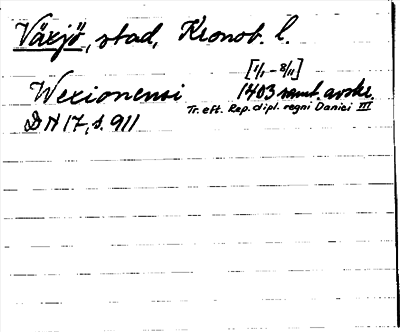 Växjö, stad, Kronob. l.
[1/1 – 8/11]
Wexionensi 1403 samt. avskr.
Tr. eft. Rep. dipl. regni Danici III
DN 17, s. 911